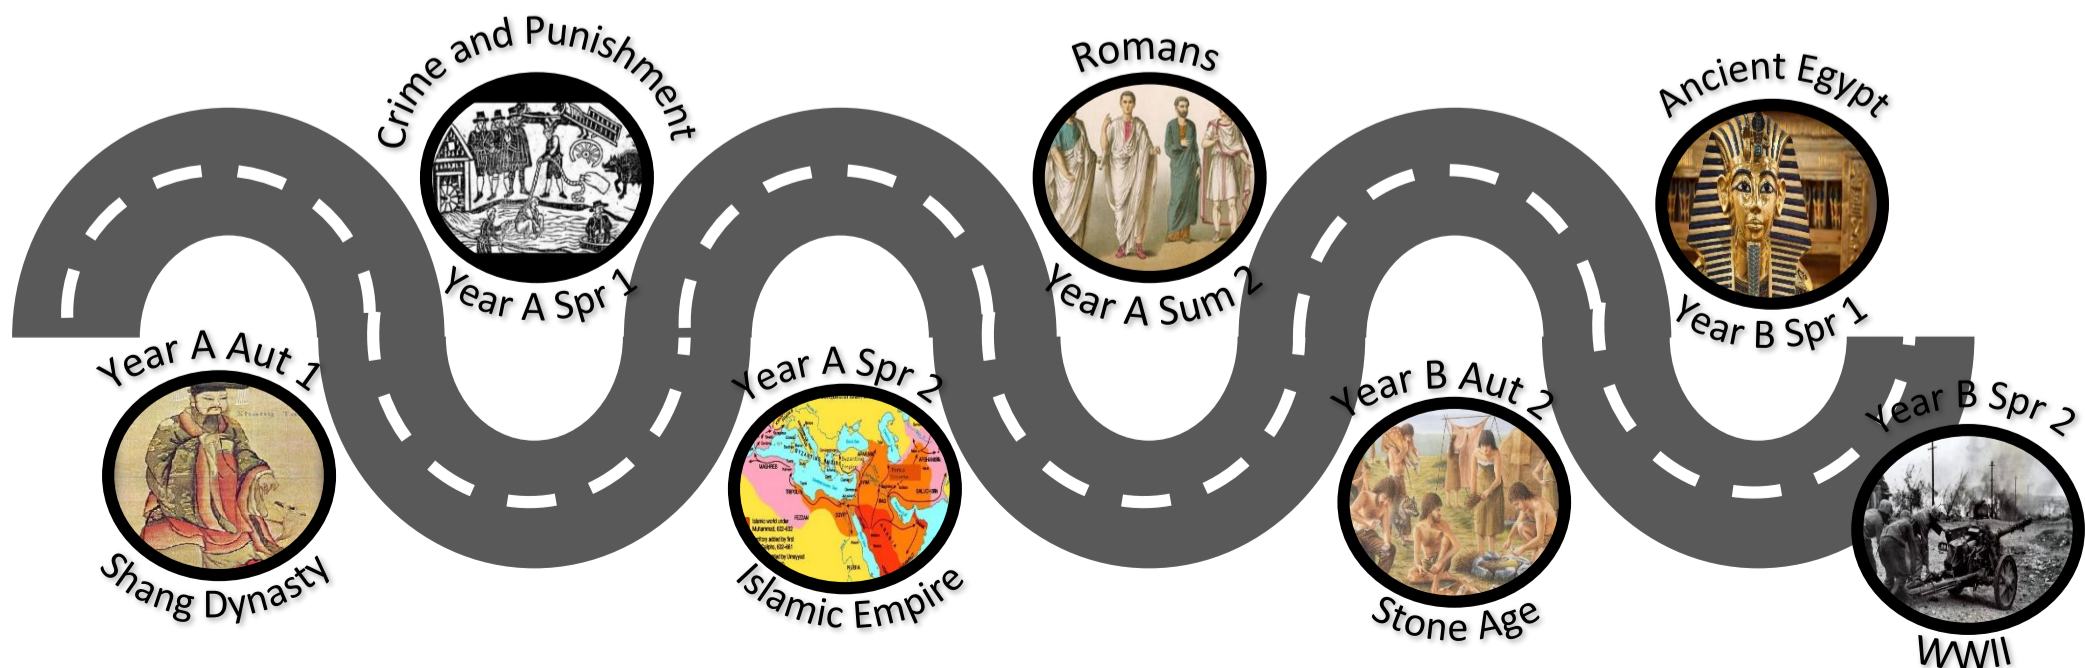 Year A Aut 1
Shang Dynasty
Crime and Punishment
Year A Spr 1
Year A Spr 2
Islamic Empire
Romans
Year A Sum 2
Year B Aut 2
Stone Age
Ancient Egypt
Year B Spr 1
Year B Spr 2
WWII